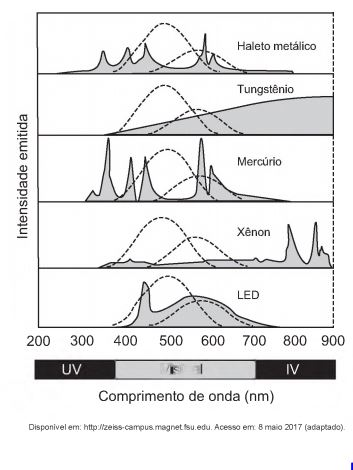 Haleto metálico
Tungstênio
Mercúrio
Xênon
LED
Intensidade emitida
200 300 400 500 600 700 800 900
UV Visível IV
Comprimento de onda (nm)
Disponível em: http://zeiss-campus.magnet.fsu.edu. Acesso em: 8 maio 2017 (adaptado).